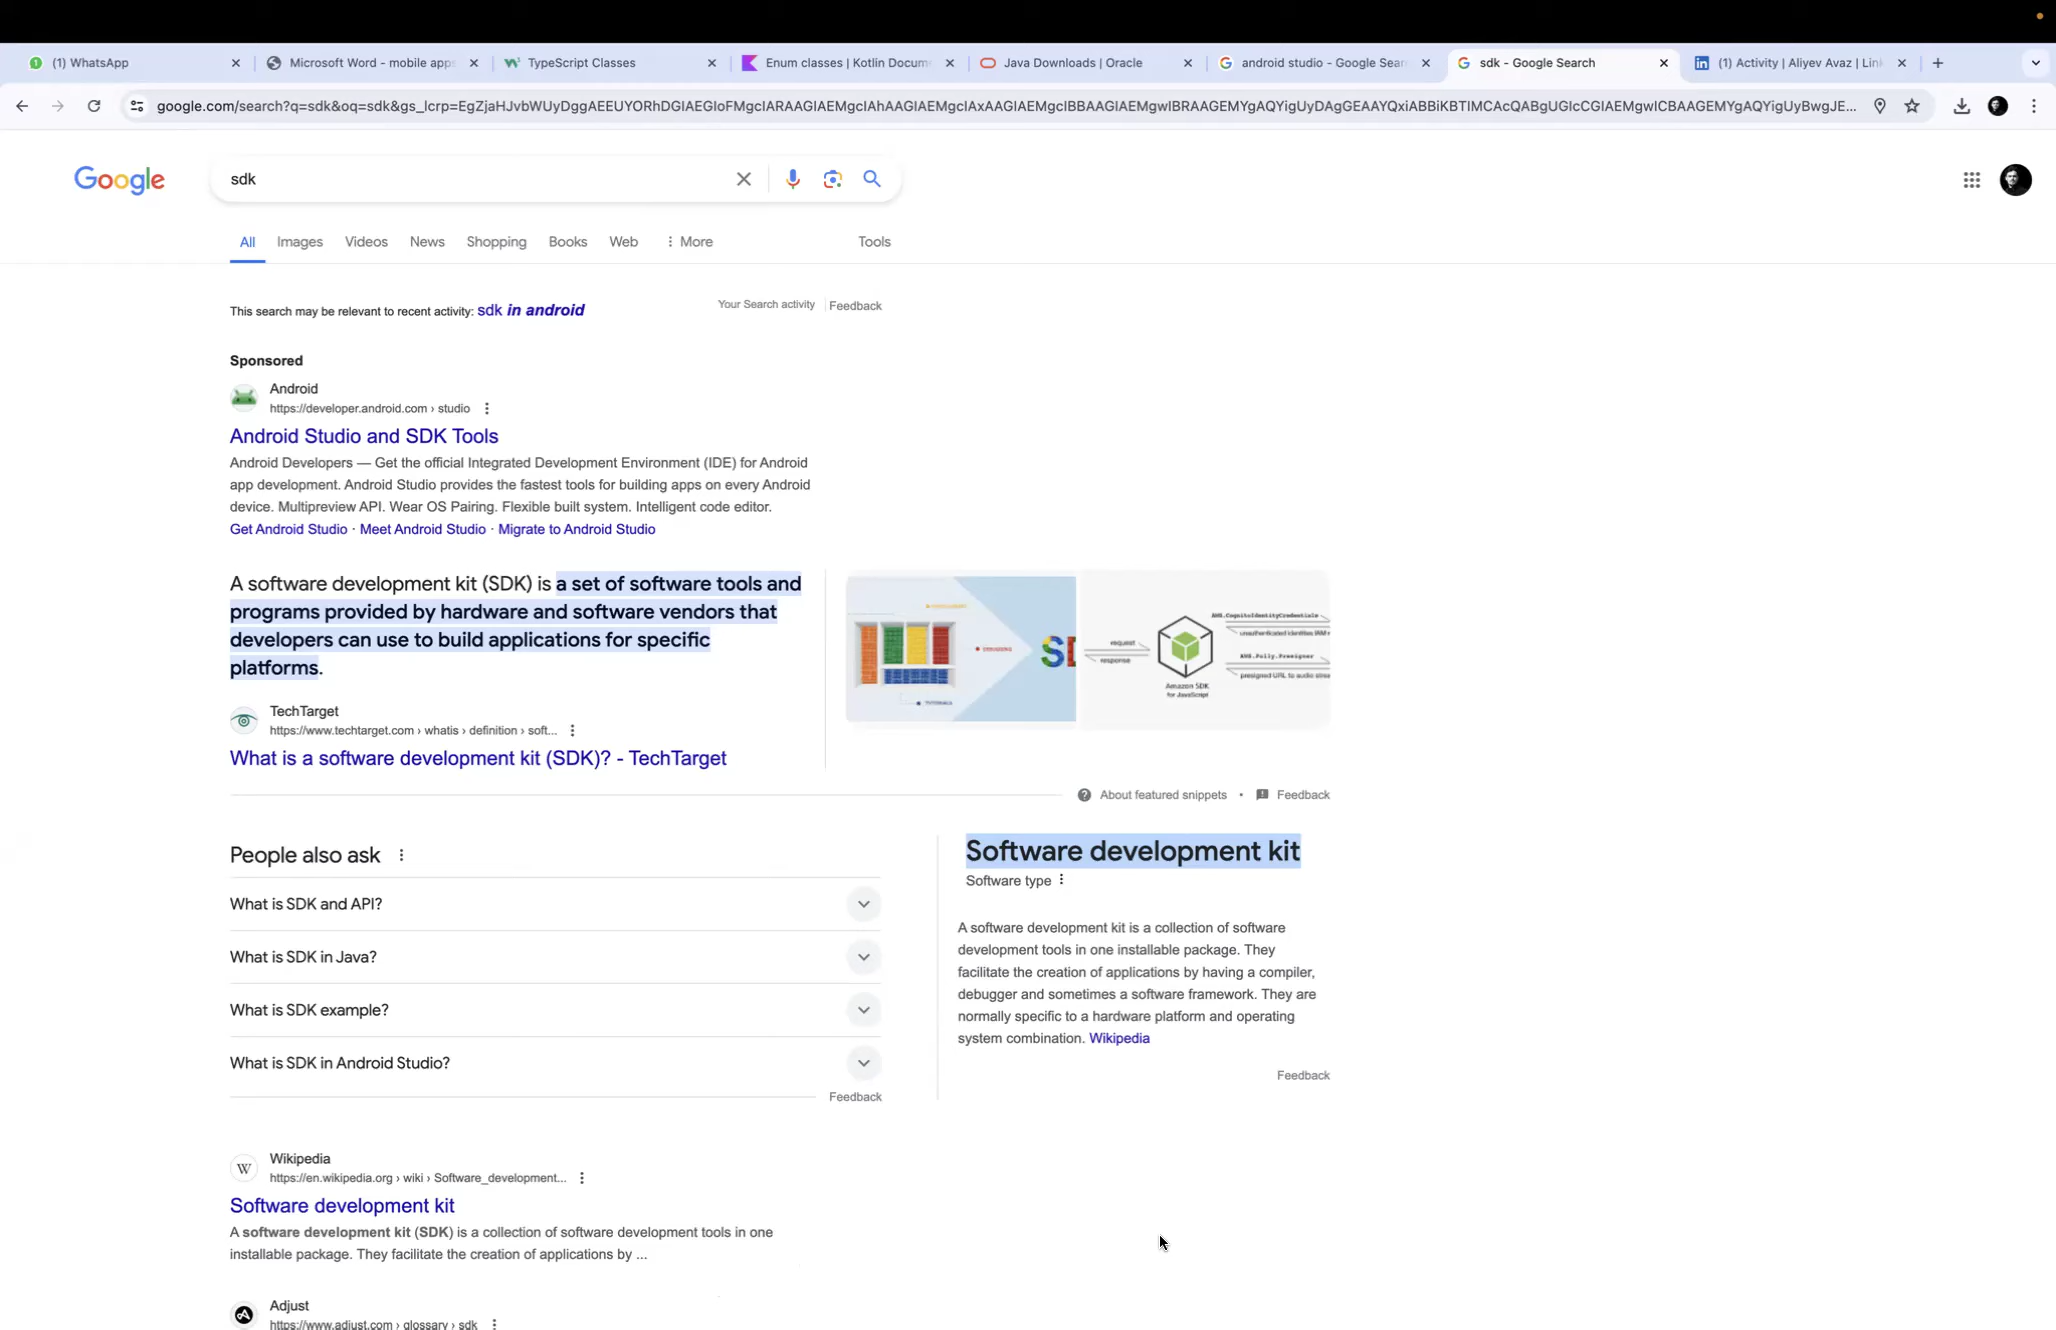 (1) WhatsApp
Microsoft Word - mobile apps
TypeScript Classes
Enum classes | Kotlin Docum
Java Downloads | Oracle
android studio - Google Sear
sdk - Google Search
(1) Activity | Aliyev Avaz | Lin
google.com/search?q=sdk&oq=sdk&gs_lcrp=
Google
sdk
All
Images
Videos
News
Shopping
Books
Web
More
Tools
This search may be relevant to recent activity: sdk in android
Your Search activity
Feedback
Sponsored
Android
https://developer.android.com › studio
Android Studio and SDK Tools
Android Developers — Get the official Integrated Development Environment (IDE) for Android
app development. Android Studio provides the fastest tools for building apps on every Android
device. Multipreview API. Wear OS Pairing. Flexible built system. Intelligent code editor.
Get Android Studio · Meet Android Studio · Migrate to Android Studio
A software development kit (SDK) is a set of software tools and
programs provided by hardware and software vendors that
developers can use to build applications for specific
platforms.
TechTarget
https://www.techtarget.com › whatis › definition › soft...
What is a software development kit (SDK)? - TechTarget
request
response
Amazon SDK
for JavaScript
AWS.CognitoIdentityCredentials
AWS.Polly.Presigner
About featured snippets
•
Feedback
People also ask
What is SDK and API?
What is SDK in Java?
What is SDK example?
What is SDK in Android Studio?
Feedback
Software development kit
Software type
A software development kit is a collection of software
development tools in one installable package. They
facilitate the creation of applications by having a compiler,
debugger and sometimes a software framework. They are
normally specific to a hardware platform and operating
system combination. Wikipedia
Feedback
Wikipedia
https://en.wikipedia.org › wiki › Software_development...
Software development kit
A software development kit (SDK) is a collection of software development tools in one
installable package. They facilitate the creation of applications by ...
Adjust
https://www.adjust.com › glossary › sdk